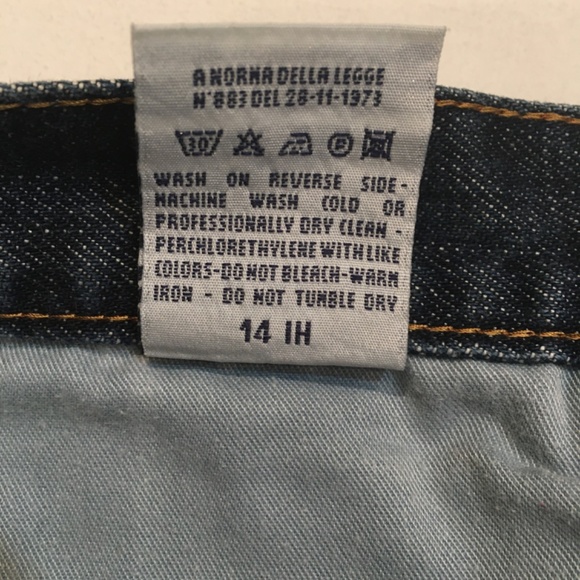 A NORMA DELLA LEGGE
N°883 DEL 28-11-1973
30°
P
WASH ON REVERSE SIDE-
MACHINE WASH COLD OR
PROFESSIONALLY DRY CLEAN -
PERCHLORETHYLENE WITH LIKE
COLORS-DO NOT BLEACH-WARM
IRON - DO NOT TUMBLE DRY
14 IH